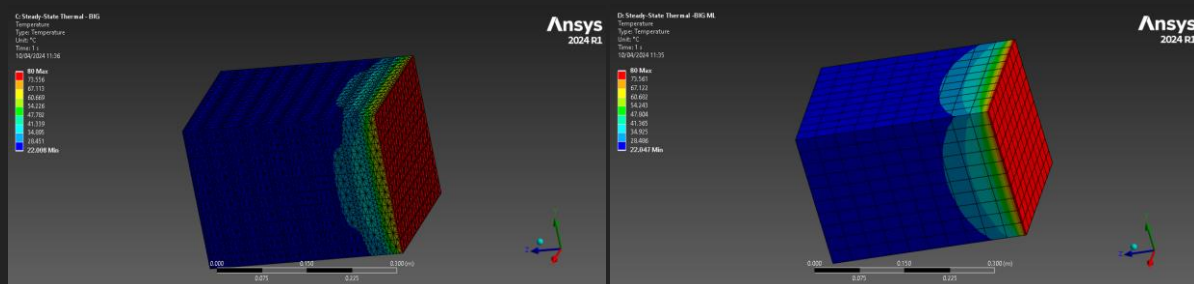 C: Steady-State Thermal - BIG
Temperature
Type: Temperature
Unit: °C
Time: 1 s
10/04/2024 11:36
80 Max
73.556
67.113
60.669
54.226
47.782
41.339
34.895
28.451
22.008 Min
Ansys
2024 R1
0.000
0.150
0.300 (m)
0.075
0.225
Z
D: Steady-State Thermal -BIG ML
Temperature
Type: Temperature
Unit: °C
Time: 1 s
10/04/2024 11:35
80 Max
73.561
67.122
60.682
54.243
47.804
41.365
34.925
28.486
22.047 Min
Ansys
2024 R1
0.000
0.150
0.300 (m)
0.075
0.225
Z